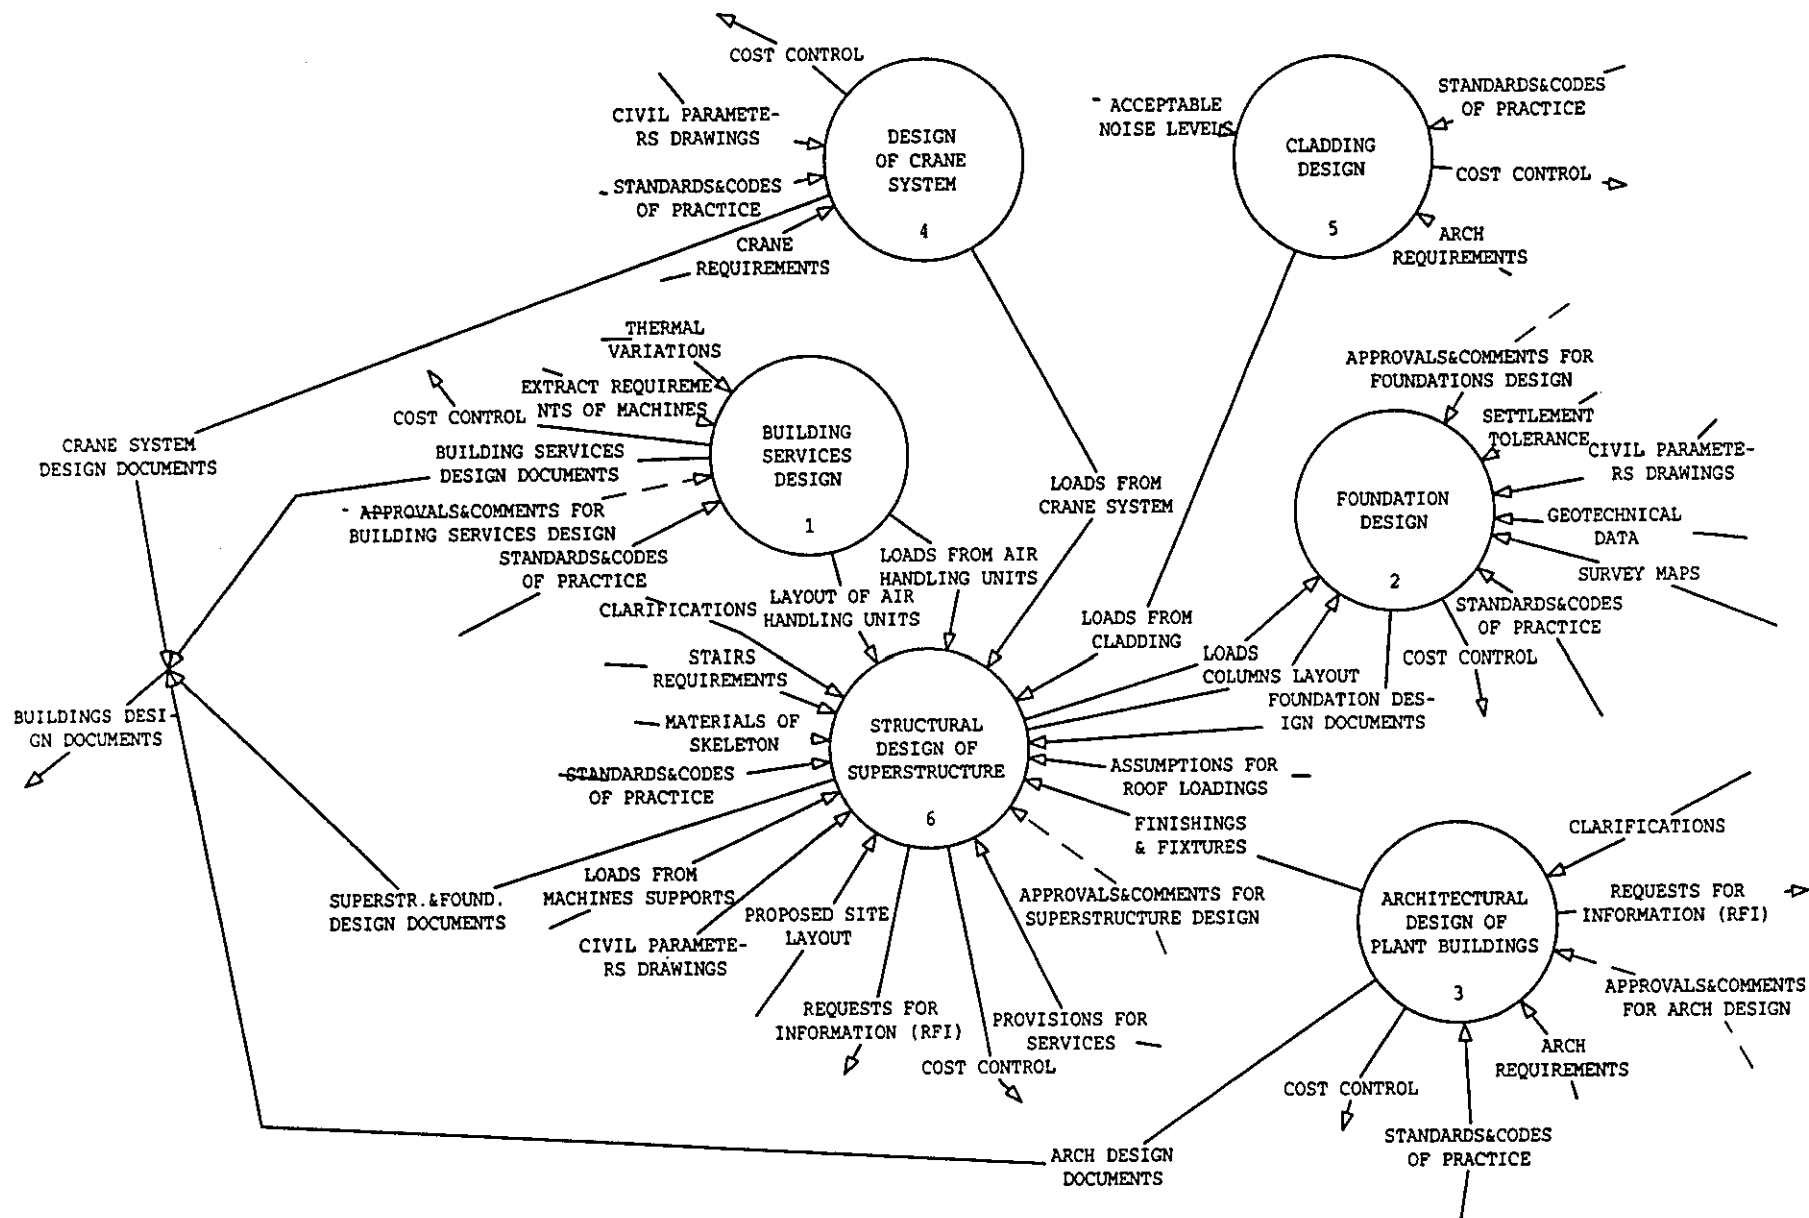 COST CONTROL
CIVIL PARAMETE-
RS DRAWINGS
STANDARDS&CODES
OF PRACTICE
CRANE
REQUIREMENTS
DESIGN
OF CRANE
SYSTEM
4
ACCEPTABLE
NOISE LEVELS
CLADDING
DESIGN
5
STANDARDS&CODES
OF PRACTICE
COST CONTROL
ARCH
REQUIREMENTS
THERMAL
VARIATIONS
EXTRACT REQUIREME
NTS OF MACHINES
COST CONTROL
BUILDING SERVICES
DESIGN DOCUMENTS
APPROVALS&COMMENTS FOR
BUILDING SERVICES DESIGN
STANDARDS&CODES
OF PRACTICE
BUILDING
SERVICES
DESIGN
1
CRANE SYSTEM
DESIGN DOCUMENTS
LOADS FROM
CRANE SYSTEM
LOADS FROM AIR
HANDLING UNITS
LAYOUT OF AIR
HANDLING UNITS
CLARIFICATIONS
LOADS FROM
CLADDING
APPROVALS&COMMENTS FOR
FOUNDATIONS DESIGN
SETTLEMENT
TOLERANCE
CIVIL PARAMETE-
RS DRAWINGS
GEOTECHNICAL
DATA
SURVEY MAPS
STANDARDS&CODES
OF PRACTICE
COST CONTROL
FOUNDATION
DESIGN
2
LOADS
COLUMNS LAYOUT
FOUNDATION DES-
IGN DOCUMENTS
STAIRS
REQUIREMENTS
MATERIALS OF
SKELETON
STANDARDS&CODES
OF PRACTICE
STRUCTURAL
DESIGN OF
SUPERSTRUCTURE
6
BUILDINGS DESI-
GN DOCUMENTS
ASSUMPTIONS FOR
ROOF LOADINGS
FINISHINGS
& FIXTURES
APPROVALS&COMMENTS FOR
SUPERSTRUCTURE DESIGN
SUPERSTR.&FOUND.
DESIGN DOCUMENTS
LOADS FROM
MACHINES SUPPORTS
CIVIL PARAMETE-
RS DRAWINGS
PROPOSED SITE
LAYOUT
REQUESTS FOR
INFORMATION (RFI)
COST CONTROL
PROVISIONS FOR
SERVICES
CLARIFICATIONS
REQUESTS FOR
INFORMATION (RFI)
ARCHITECTURAL
DESIGN OF
PLANT BUILDINGS
3
APPROVALS&COMMENTS
FOR ARCH DESIGN
ARCH
REQUIREMENTS
COST CONTROL
STANDARDS&CODES
OF PRACTICE
ARCH DESIGN
DOCUMENTS